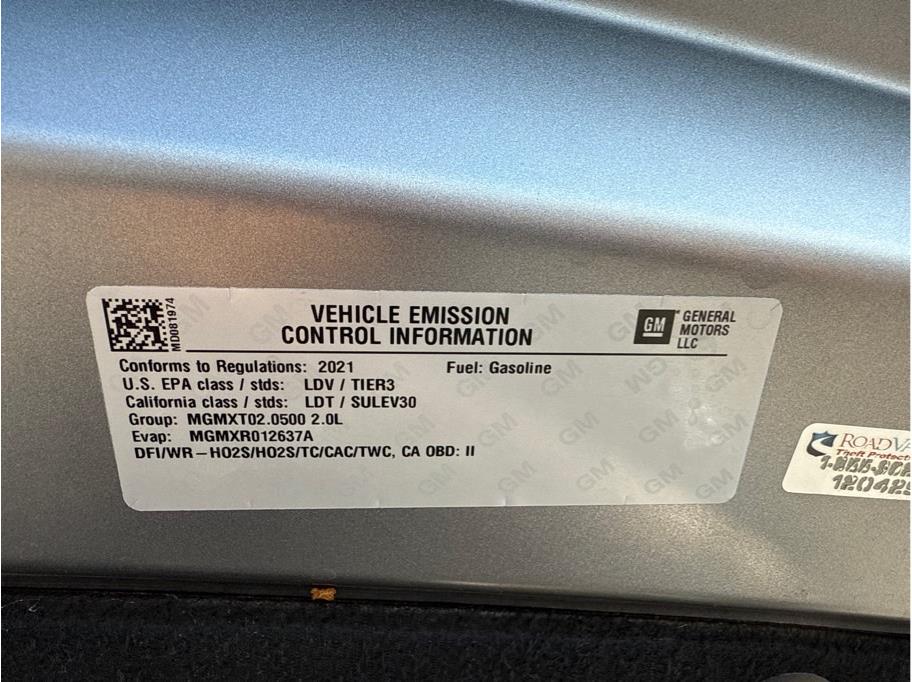 MD081974
VEHICLE EMISSION
CONTROL INFORMATION
GM
GENERAL
MOTORS
LLC
Conforms to Regulations: 2021 Fuel: Gasoline
U.S. EPA class / stds: LDV / TIER3
California class / stds: LDT / SULEV30
Group: MGMXT02.0500 2.0L
Evap: MGMXR012637A
DFI/WR-HO2S/HO2S/TC/CAC/TWC, CA OBD: II
Theft